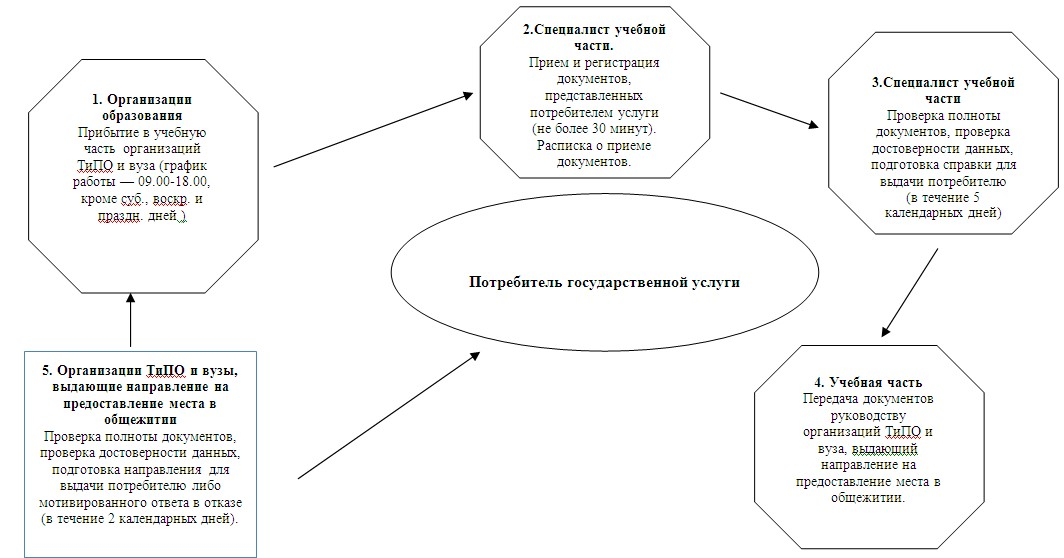 1. Организации
образования
Прибытие в учебную
часть организаций
ТиПО и вуза (график
работы — 09.00-18.00,
кроме суб., воскр. и
праздн. дней.)
2.Специалист учебной
части.
Прием и регистрация
документов,
представленных
потребителем услуги
(не более 30 минут).
Расписка о приеме
документов.
3.Специалист учебной
части
Проверка полноты
документов, проверка
достоверности данных,
подготовка справки для
выдачи потребителю
(в течение 5
календарных дней)
Потребитель государственной услуги
4. Учебная часть
Передача документов
руководству
организаций ТиПО и
вуза, выдающий
направление на
предоставление места в
общежитии.
5. Организации ТиПО и вузы,
выдающие направление на
предоставление места в
общежитии
Проверка полноты документов,
проверка достоверности данных,
подготовка направления для
выдачи потребителю либо
мотивированного ответа в отказе
(в течение 2 календарных дней).